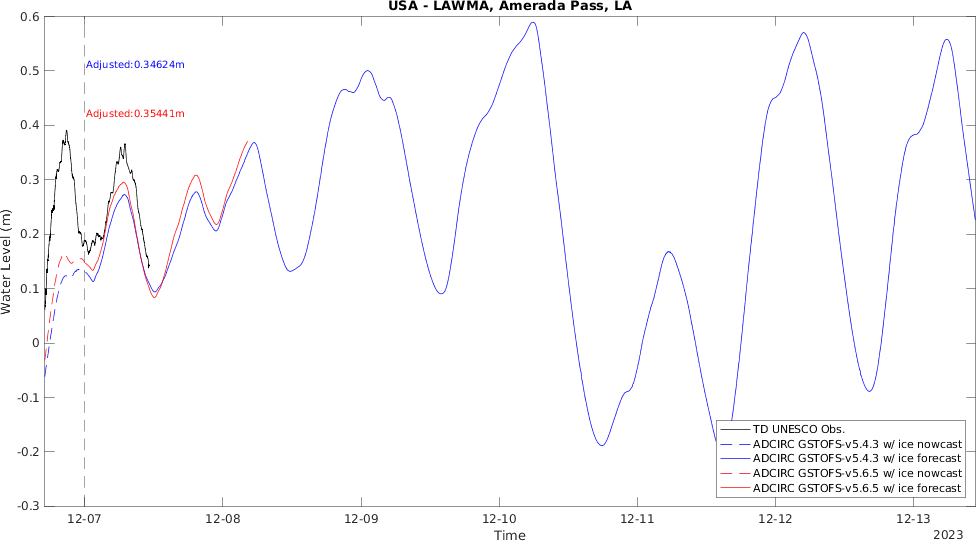 USA - LAWMA, Amerada Pass, LA
0.6
0.5
0.4
0.3
0.2
0.1
0
-0.1
-0.2
-0.3
Water Level (m)
Adjusted:0.34624m
Adjusted:0.35441m
TD UNESCO Obs.
ADCIRC GSTOFS-v5.4.3 w/ ice nowcast
ADCIRC GSTOFS-v5.4.3 w/ ice forecast
ADCIRC GSTOFS-v5.6.5 w/ ice nowcast
ADCIRC GSTOFS-v5.6.5 w/ ice forecast
12-07 12-08 12-09 12-10 12-11 12-12 12-13
Time
2023